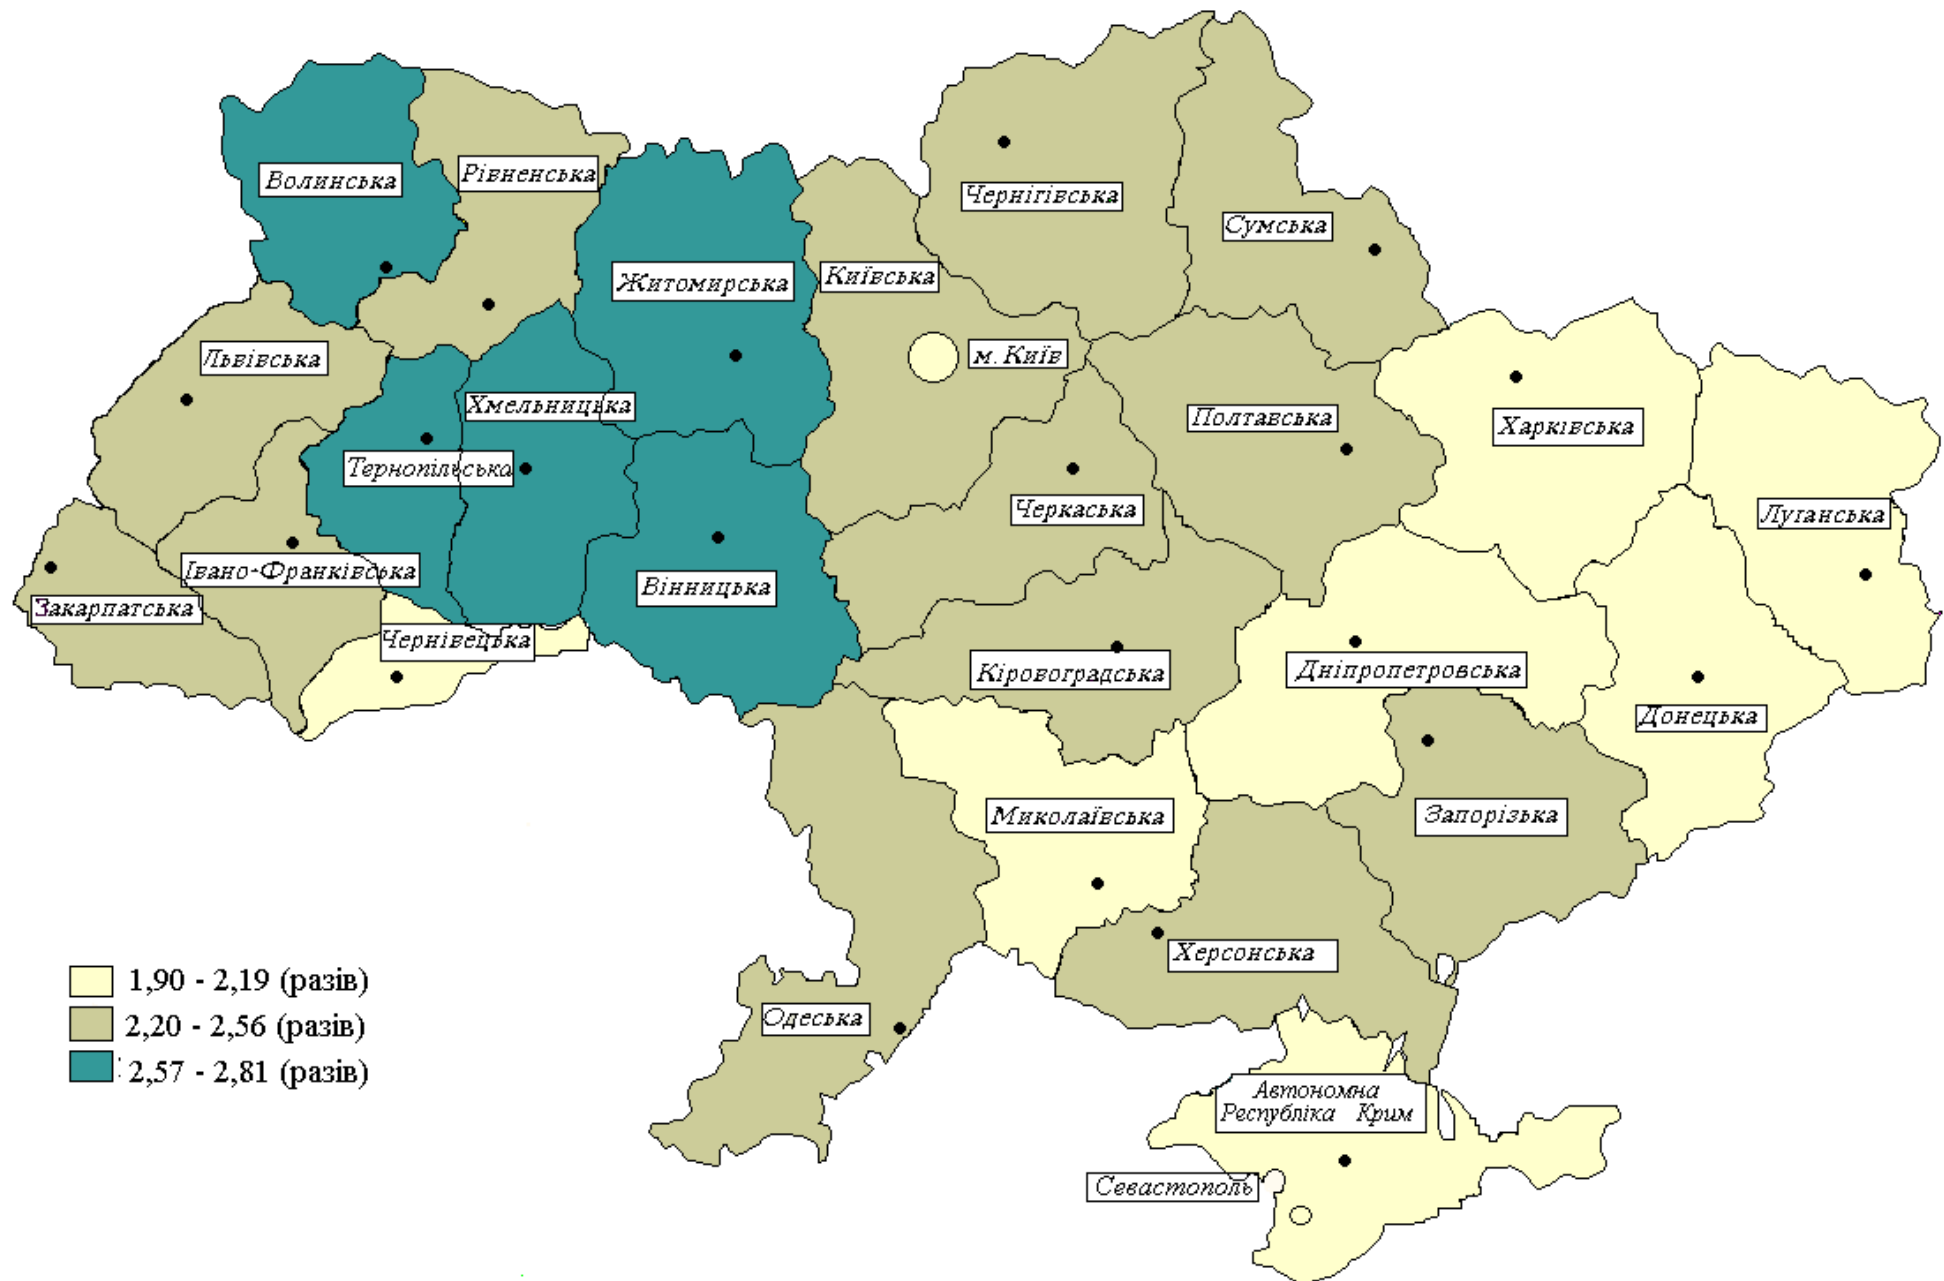 Волинська
Рівненська
Чернігівська
Сумська
Житомирська
Київська
Львівська
м. Київ
Хмельницька
Полтавська
Харківська
Тернопільська
Черкаська
Луганська
Івано-Франківська
Вінницька
Закарпатська
Чернівецька
Кіровоградська
Дніпропетровська
Донецька
Миколаївська
Запорізька
Херсонська
Одеська
1,90 - 2,19 (разів)
2,20 - 2,56 (разів)
2,57 - 2,81 (разів)
Автономна
Республіка Крим
Севастополь